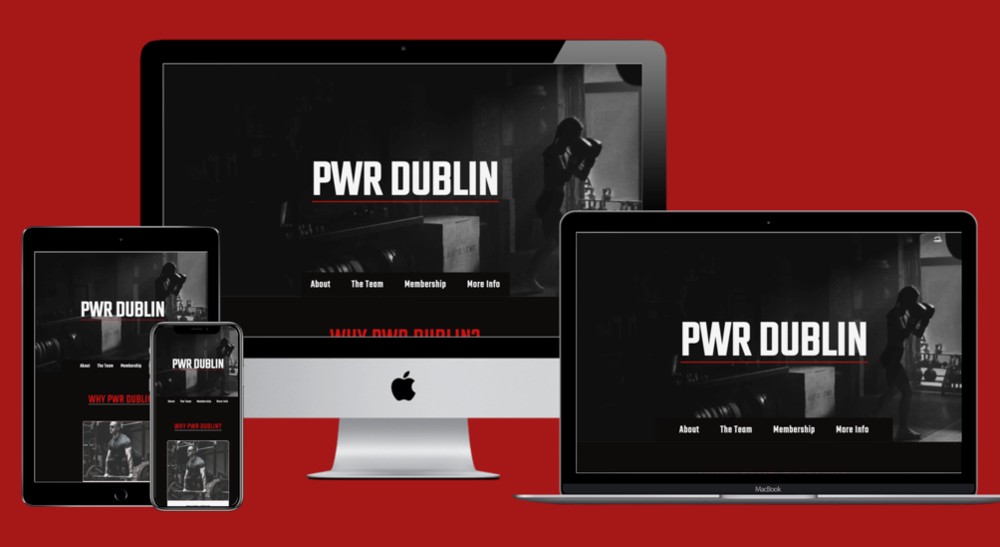 PWR DUBLIN
About The Team Membership More Info
WHY PWR DUBLIN?
PWR DUBLIN
About The Team Membership
WHY PWR DUBLIN
PWR DUBLIN
About The Team Membership More Info
WHY PWR DUBLIN?
PWR DUBLIN
About The Team Membership More Info
MacBook